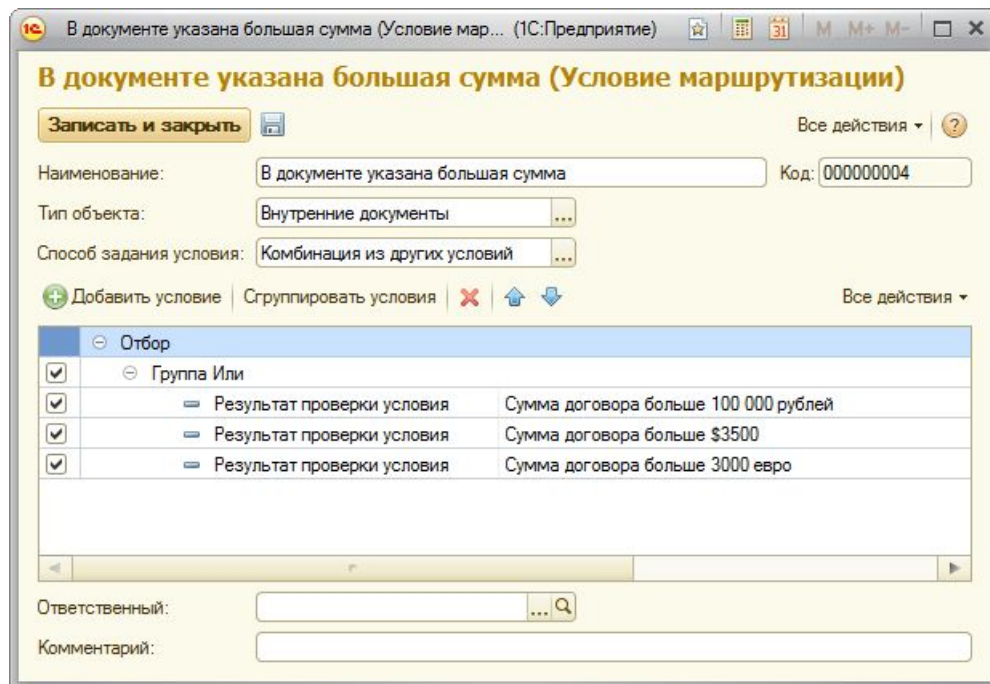 1С В документе указана большая сумма (Условие мар... (1С:Предприятие) 31 M M+ M-
В документе указана большая сумма (Условие маршрутизации)
Записать и закрыть Все действия ?
Наименование: В документе указана большая сумма Код: 000000004
Тип объекта: Внутренние документы ...
Способ задания условия: Комбинация из других условий ...
Добавить условие Сгруппировать условия Все действия
Отбор
Группа Или
Результат проверки условия Сумма договора больше 100 000 рублей
Результат проверки условия Сумма договора больше $3500
Результат проверки условия Сумма договора больше 3000 евро
Ответственный: ...
Комментарий: